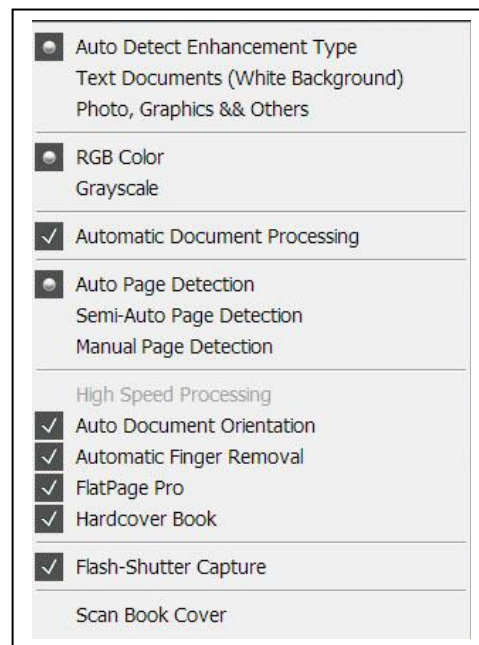 Auto Detect Enhancement Type
Text Documents (White Background)
Photo, Graphics && Others
RGB Color
Grayscale
Automatic Document Processing
Auto Page Detection
Semi-Auto Page Detection
Manual Page Detection
High Speed Processing
Auto Document Orientation
Automatic Finger Removal
FlatPage Pro
Hardcover Book
Flash-Shutter Capture
Scan Book Cover